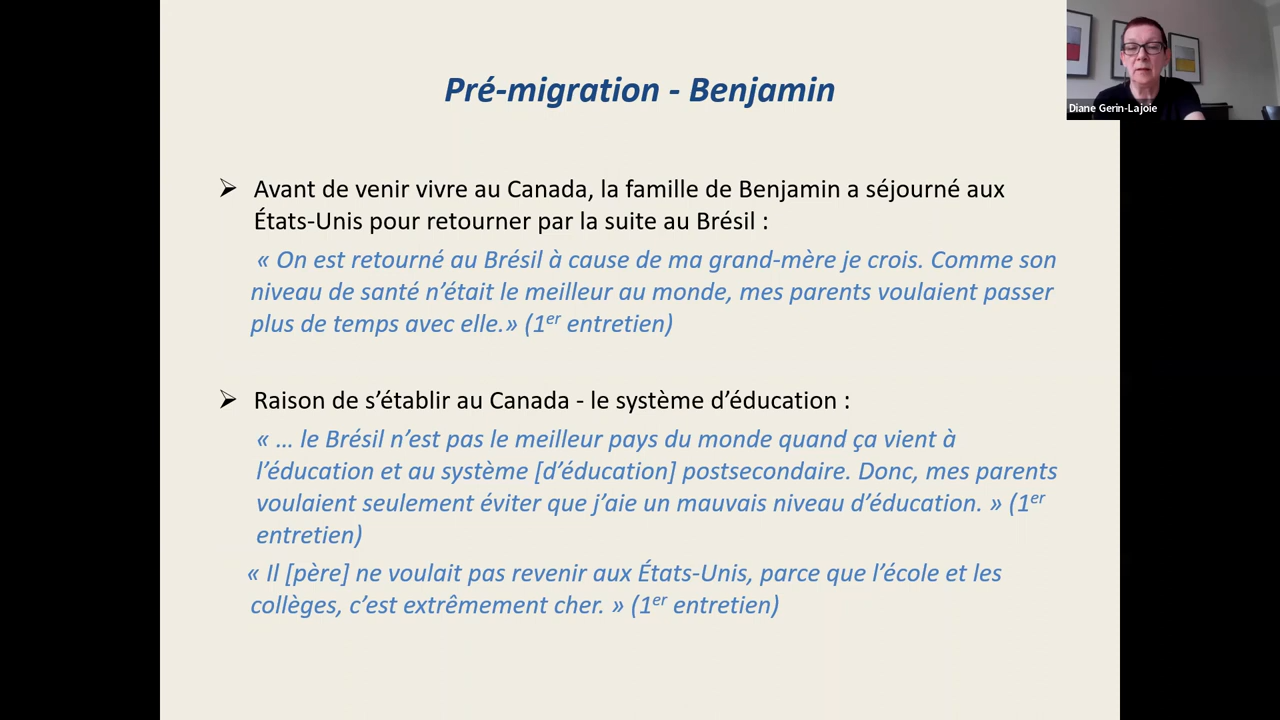 Pré-migration - Benjamin
Diane Gerin-Lajoie
➢ Avant de venir vivre au Canada, la famille de Benjamin a séjourné aux
États-Unis pour retourner par la suite au Brésil :
« On est retourné au Brésil à cause de ma grand-mère je crois. Comme son
niveau de santé n’était le meilleur au monde, mes parents voulaient passer
plus de temps avec elle.» (1er entretien)
➢ Raison de s’établir au Canada - le système d’éducation :
« … le Brésil n’est pas le meilleur pays du monde quand ça vient à
l’éducation et au système [d’éducation] postsecondaire. Donc, mes parents
voulaient seulement éviter que j’aie un mauvais niveau d’éducation. » (1er
entretien)
« Il [père] ne voulait pas revenir aux États-Unis, parce que l’école et les
collèges, c’est extrêmement cher. » (1er entretien)